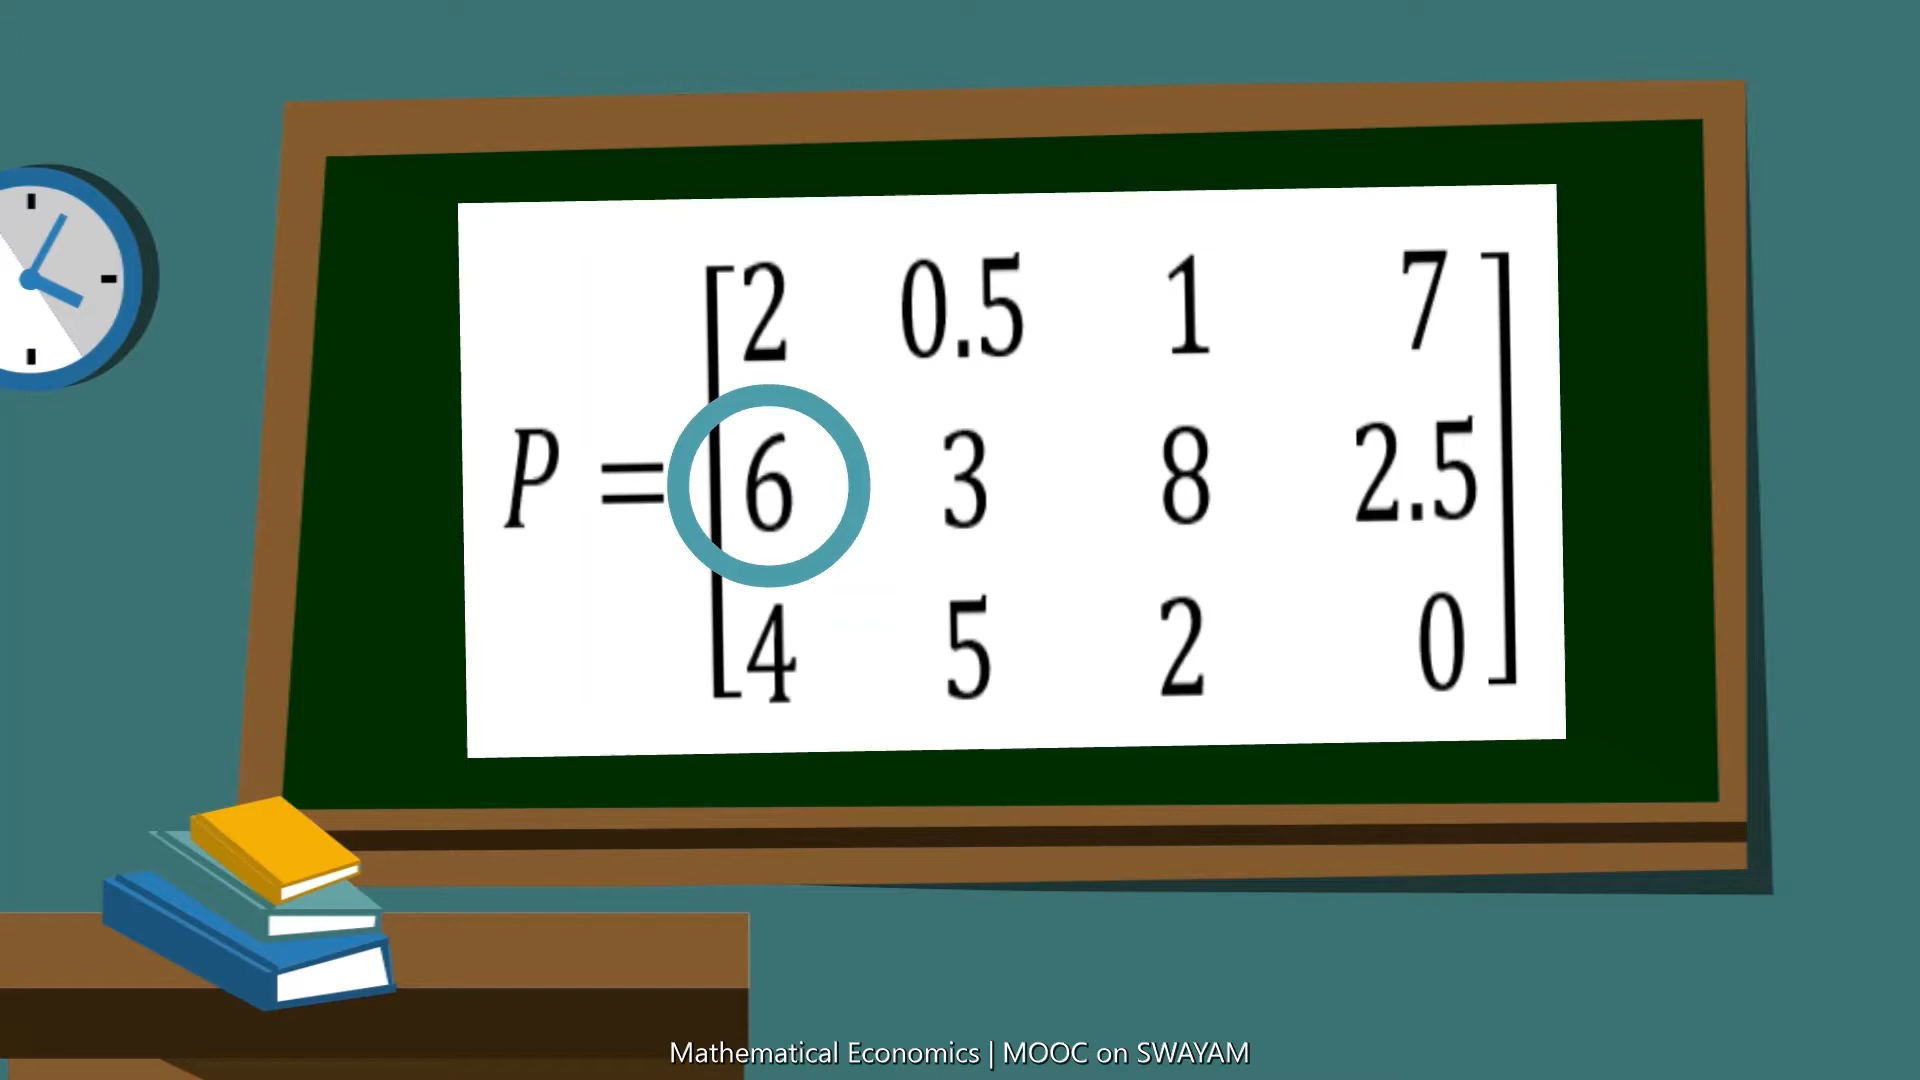 2 0.5 1 7
P = 6 3 8 2.5
4 5 2 0
Mathematical Economics | MOOC on SWAYAM